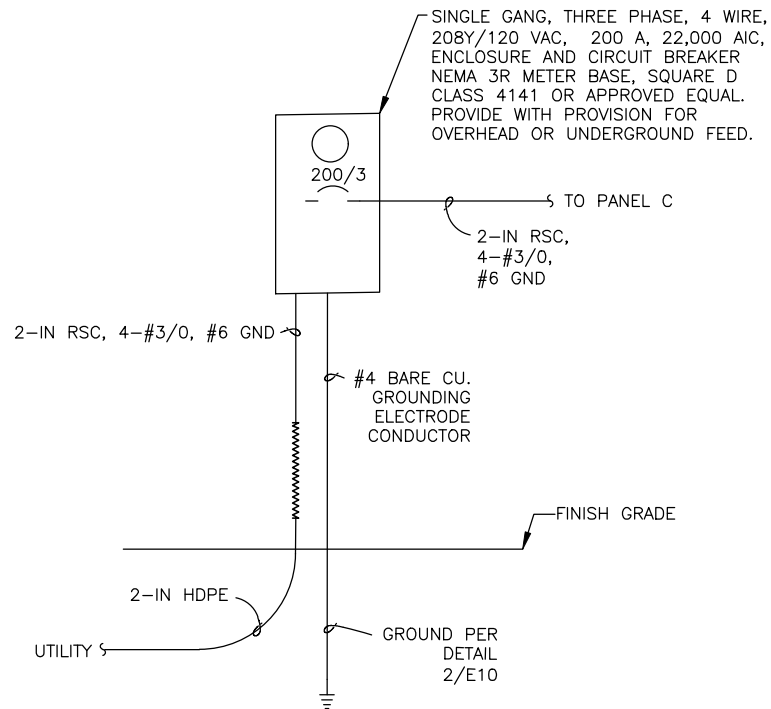 SINGLE GANG, THREE PHASE, 4 WIRE,
208Y/120 VAC, 200 A, 22,000 AIC,
ENCLOSURE AND CIRCUIT BREAKER
NEMA 3R METER BASE, SQUARE D
CLASS 4141 OR APPROVED EQUAL.
PROVIDE WITH PROVISION FOR
OVERHEAD OR UNDERGROUND FEED.
200/3
TO PANEL C
2-IN RSC,
4-#3/0,
#6 GND
2-IN RSC, 4-#3/0, #6 GND
#4 BARE CU.
GROUNDING
ELECTRODE
CONDUCTOR
FINISH GRADE
2-IN HDPE
UTILITY
GROUND PER
DETAIL
2/E10